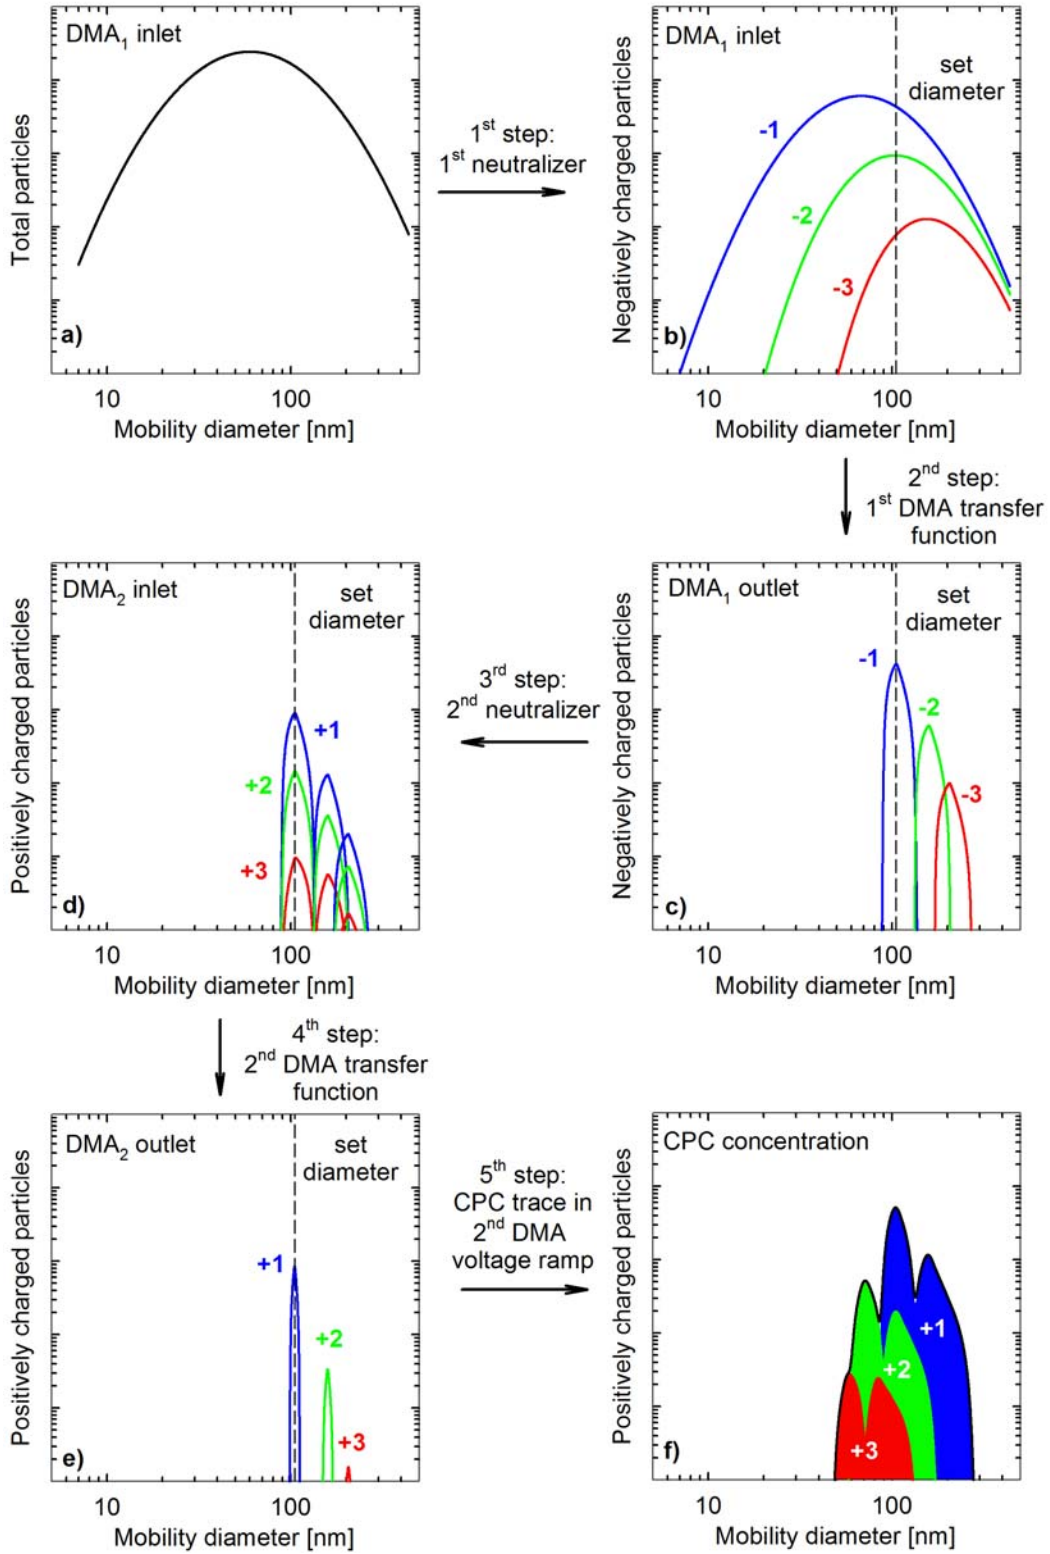 DMA₁ inlet
Total particles
a)
10 100
Mobility diameter [nm]
1ˢᵗ step:
1ˢᵗ neutralizer
DMA₁ inlet
set
diameter
-1
-2
-3
Negatively charged particles
b)
10 100
Mobility diameter [nm]
2ⁿᵈ step:
1ˢᵗ DMA transfer
function
DMA₁ outlet
set
diameter
-1
-2
-3
Negatively charged particles
c)
10 100
Mobility diameter [nm]
3ʳᵈ step:
2ⁿᵈ neutralizer
DMA₂ inlet
set
diameter
+1
+2
+3
Positively charged particles
d)
10 100
Mobility diameter [nm]
4ᵗʰ step:
2ⁿᵈ DMA transfer
function
DMA₂ outlet
set
diameter
+1
+2
+3
Positively charged particles
e)
10 100
Mobility diameter [nm]
5ᵗʰ step:
CPC trace in
2ⁿᵈ DMA
voltage ramp
CPC concentration
+1
+2
+3
Positively charged particles
f)
10 100
Mobility diameter [nm]